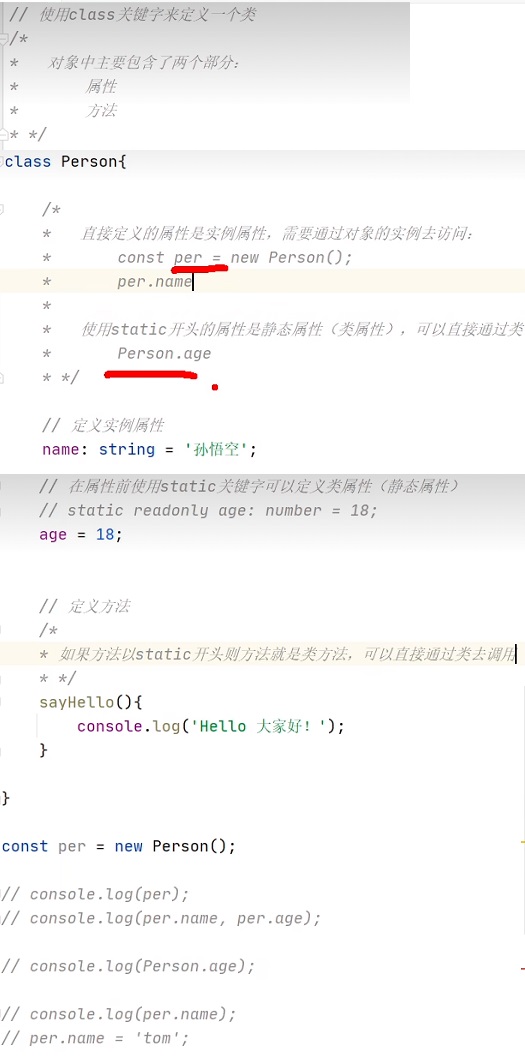 // 使用class关键字来定义一个类
/*
*   对象中主要包含了两个部分：
*       属性
*       方法
* */
class Person{
/*
*   直接定义的属性是实例属性，需要通过对象的实例去访问：
*       const per = new Person();
*       per.name
*
*   使用static开头的属性是静态属性（类属性），可以直接通过类
*       Person.age
* */
// 定义实例属性
name: string = '孙悟空';
// 在属性前使用static关键字可以定义类属性（静态属性）
// static readonly age: number = 18;
age = 18;
// 定义方法
/*
* 如果方法以static开头则方法就是类方法，可以直接通过类去调用
* */
sayHello(){
console.log('Hello 大家好！');
}
}
const per = new Person();
// console.log(per);
// console.log(per.name, per.age);
// console.log(Person.age);
// console.log(per.name);
// per.name = 'tom';